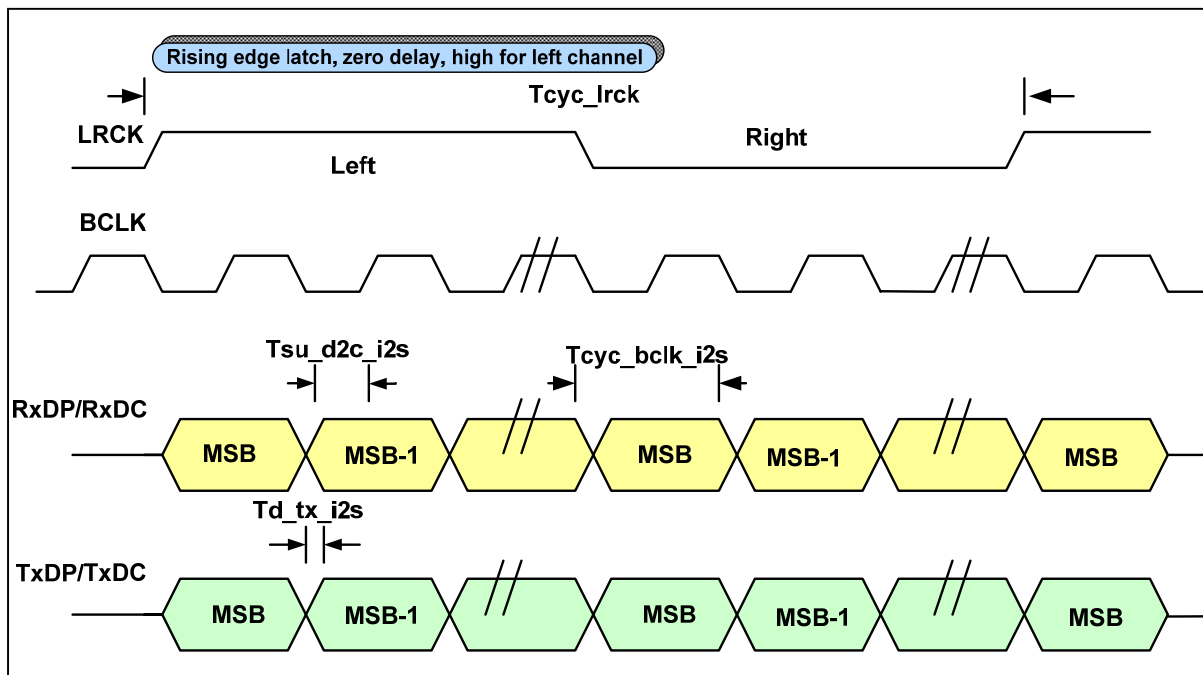 Rising edge latch, zero delay, high for left channel
Tcyc_lrck
LRCK
Left
Right
BCLK
Tsu_d2c_i2s
Tcyc_bclk_i2s
RxDP/RxDC
MSB
MSB-1
MSB
MSB-1
MSB
Td_tx_i2s
TxDP/TxDC
MSB
MSB-1
MSB
MSB-1
MSB